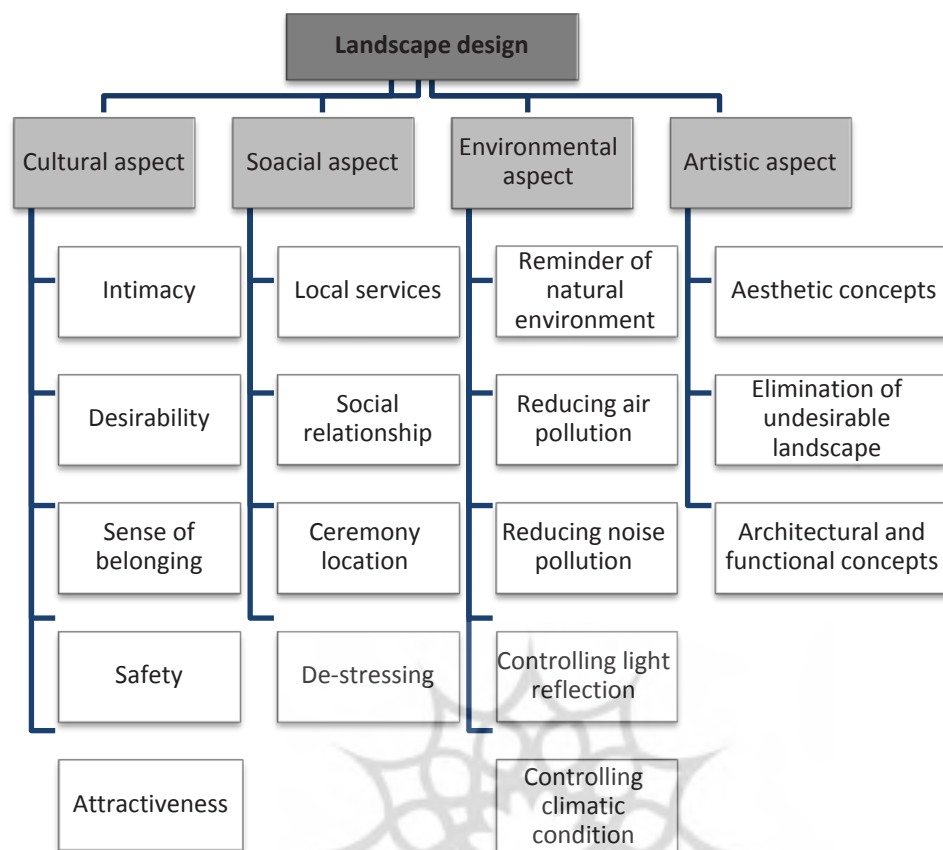 Landscape design
Cultural aspect
Soacial aspect
Environmental
aspect
Artistic aspect
Intimacy
Desirability
Sense of
belonging
Safety
Attractiveness
Local services
Social
relationship
Ceremony
location
De-stressing
Reminder of
natural
environment
Reducing air
pollution
Reducing noise
pollution
Controlling light
reflection
Controlling
climatic
condition
Aesthetic concepts
Elimination of
undesirable
landscape
Architectural and
functional concepts